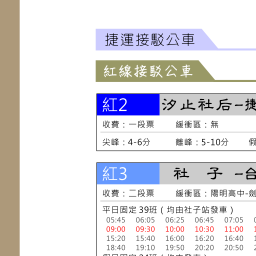 捷運接駁公車
紅線接駁公車
紅2 汐止社后-捷
收費：一段票 緩衝區：無
尖峰：4-6分 離峰：5-10分
紅3 社 子 -台
收費：二段票 緩衝區：陽明高中-劍
平日固定39班（均由社子站發車）
05:45 06:05 06:25 06:45 07:05
09:00 09:30 10:00 10:30 11:00
15:20 15:40 16:00 16:20 16:40
18:40 19:10 19:50 20:20 20:50